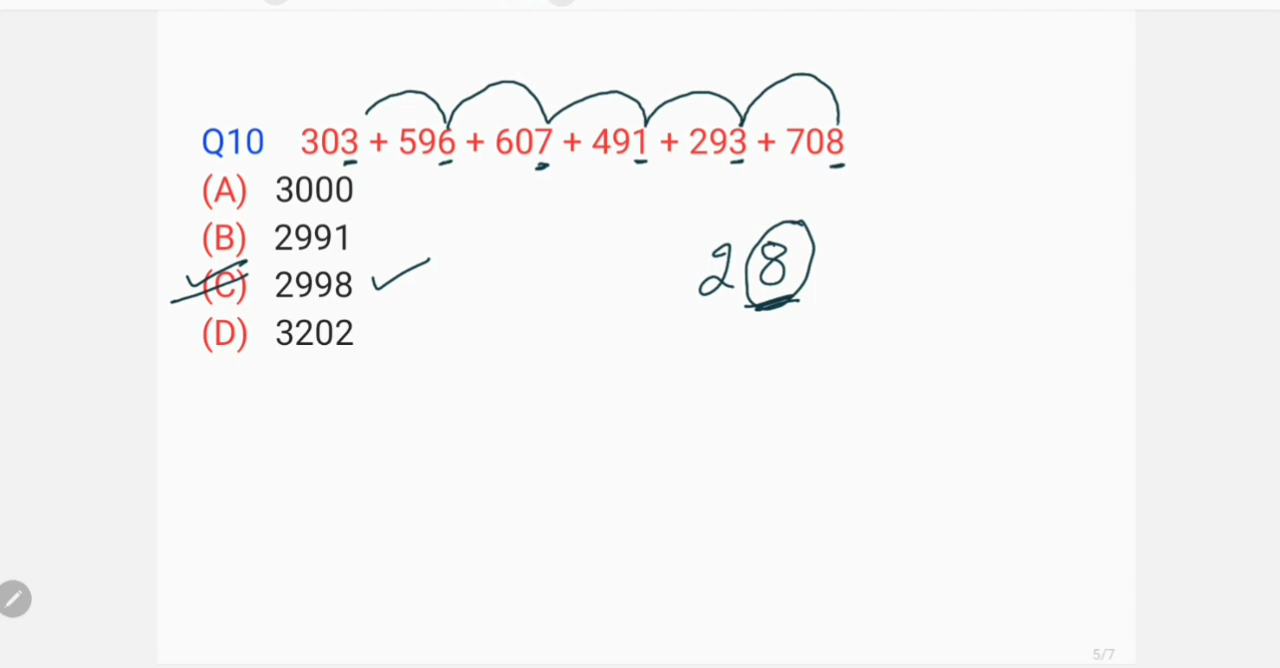 Q10 303 + 596 + 607 + 491 + 293 + 708
(A) 3000
(B) 2991
(C) 2998
(D) 3202
28
5/7